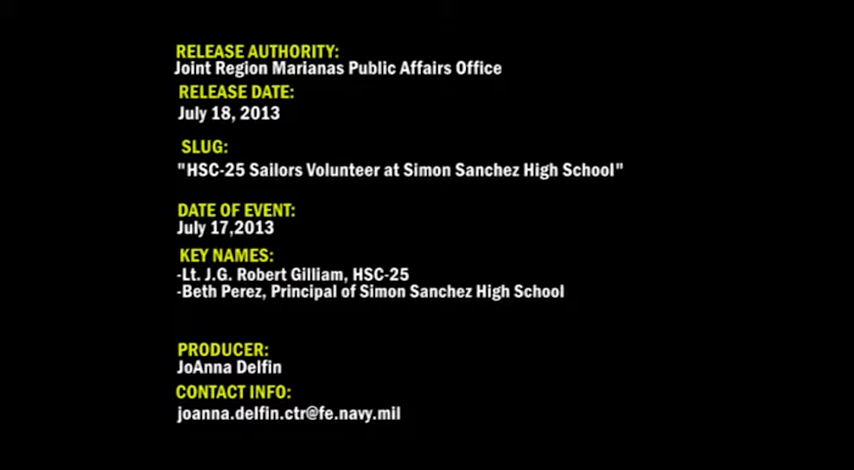 RELEASE AUTHORITY:
Joint Region Marianas Public Affairs Office
RELEASE DATE:
July 18, 2013
SLUG:
"HSC-25 Sailors Volunteer at Simon Sanchez High School"
DATE OF EVENT:
July 17,2013
KEY NAMES:
-Lt. J.G. Robert Gilliam, HSC-25
-Beth Perez, Principal of Simon Sanchez High School
PRODUCER:
JoAnna Delfin
CONTACT INFO:
joanna.delfin.ctr@fe.navy.mil